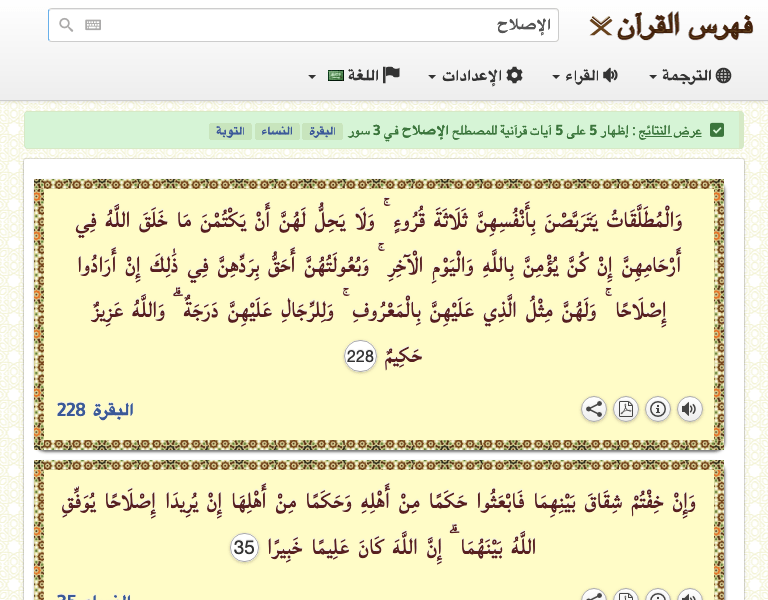 فهرس القرآن
الإصلاح
الترجمة
القراء
الإعدادات
اللغة
عرض النتائج : إظهار 5 على 5 آيات قرآنية للمصطلح الإصلاح في 3 سور البقرة النساء التوبة
وَالْمُطَلَّقَاتُ يَتَرَبَّصْنَ بِأَنْفُسِهِنَّ ثَلَاثَةَ قُرُوءٍ ۚ وَلَا يَحِلُّ لَهُنَّ أَنْ يَكْتُمْنَ مَا خَلَقَ اللَّهُ فِي
أَرْحَامِهِنَّ إِنْ كُنَّ يُؤْمِنَّ بِاللَّهِ وَالْيَوْمِ الْآخِرِ ۚ وَبُعُولَتُهُنَّ أَحَقُّ بِرَدِّهِنَّ فِي ذَٰلِكَ إِنْ أَرَادُوا
إِصْلَاحًا ۚ وَلَهُنَّ مِثْلُ الَّذِي عَلَيْهِنَّ بِالْمَعْرُوفِ ۚ وَلِلرِّجَالِ عَلَيْهِنَّ دَرَجَةٌ ۗ وَاللَّهُ عَزِيزٌ
حَكِيمٌ 228
البقرة 228
وَإِنْ خِفْتُمْ شِقَاقَ بَيْنِهِمَا فَابْعَثُوا حَكَمًا مِنْ أَهْلِهِ وَحَكَمًا مِنْ أَهْلِهَا إِنْ يُرِيدَا إِصْلَاحًا يُوَفِّقِ
اللَّهُ بَيْنَهُمَا ۗ إِنَّ اللَّهَ كَانَ عَلِيمًا خَبِيرًا 35